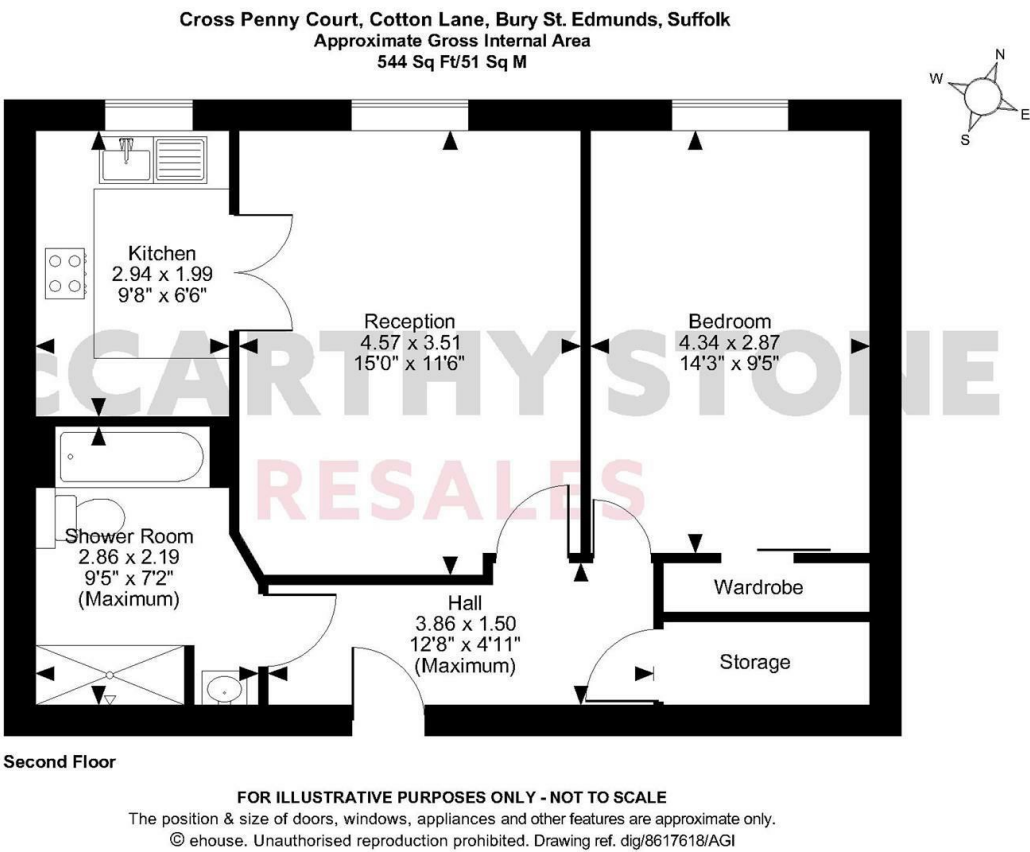 Cross Penny Court, Cotton Lane, Bury St. Edmunds, Suffolk
Approximate Gross Internal Area
544 Sq Ft/51 Sq M
N
W
E
S
Kitchen
2.94 x 1.99
9'8" x 6'6"
Reception
4.57 x 3.51
15'0" x 11'6"
Bedroom
4.34 x 2.87
14'3" x 9'5"
cCARTHY STONE
RESALES
Shower Room
2.86 x 2.19
9'5" x 7'2"
(Maximum)
Hall
3.86 x 1.50
12'8" x 4'11"
(Maximum)
Wardrobe
Storage
Second Floor
FOR ILLUSTRATIVE PURPOSES ONLY - NOT TO SCALE
The position & size of doors, windows, appliances and other features are approximate only.
© ehouse. Unauthorised reproduction prohibited. Drawing ref. dig/8617618/AGI